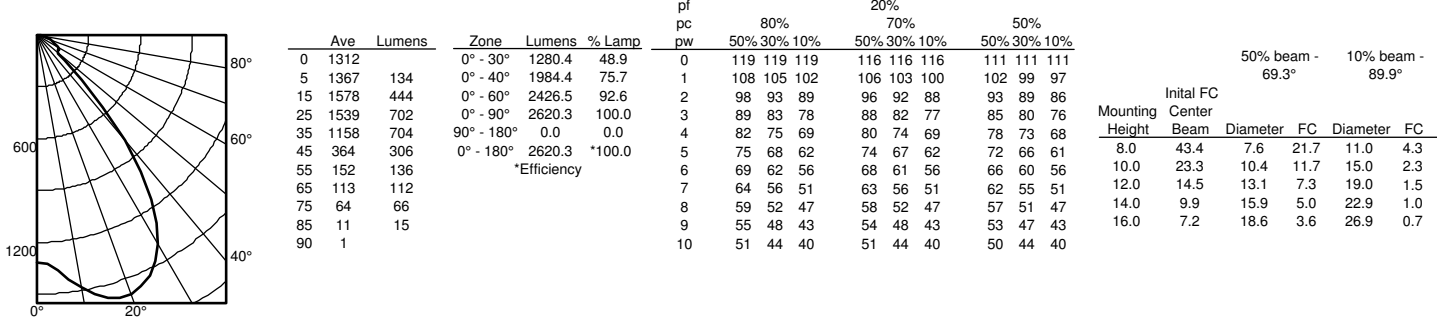 600
1200
0°
20°
40°
60°
80°
Ave Lumens
0 1312
5 1367 134
15 1578 444
25 1539 702
35 1158 704
45 364 306
55 152 136
65 113 112
75 64 66
85 11 15
90 1
Zone Lumens % Lamp
0° - 30° 1280.4 48.9
0° - 40° 1984.4 75.7
0° - 60° 2426.5 92.6
0° - 90° 2620.3 100.0
90° - 180° 0.0 0.0
0° - 180° 2620.3 *100.0
*Efficiency
pf 20%
pc 80% 70% 50%
pw 50% 30% 10% 50% 30% 10% 50% 30% 10%
0 119 119 119 116 116 116 111 111 111
1 108 105 102 106 103 100 102 99 97
2 98 93 89 96 92 88 93 89 86
3 89 83 78 88 82 77 85 80 76
4 82 75 69 80 74 69 78 73 68
5 75 68 62 74 67 62 72 66 61
6 69 62 56 68 61 56 66 60 56
7 64 56 51 63 56 51 62 55 51
8 59 52 47 58 52 47 57 51 47
9 55 48 43 54 48 43 53 47 43
10 51 44 40 51 44 40 50 44 40
50% beam - 10% beam -
69.3° 89.9°
Inital FC
Mounting Center
Height Beam Diameter FC Diameter FC
8.0 43.4 7.6 21.7 11.0 4.3
10.0 23.3 10.4 11.7 15.0 2.3
12.0 14.5 13.1 7.3 19.0 1.5
14.0 9.9 15.9 5.0 22.9 1.0
16.0 7.2 18.6 3.6 26.9 0.7